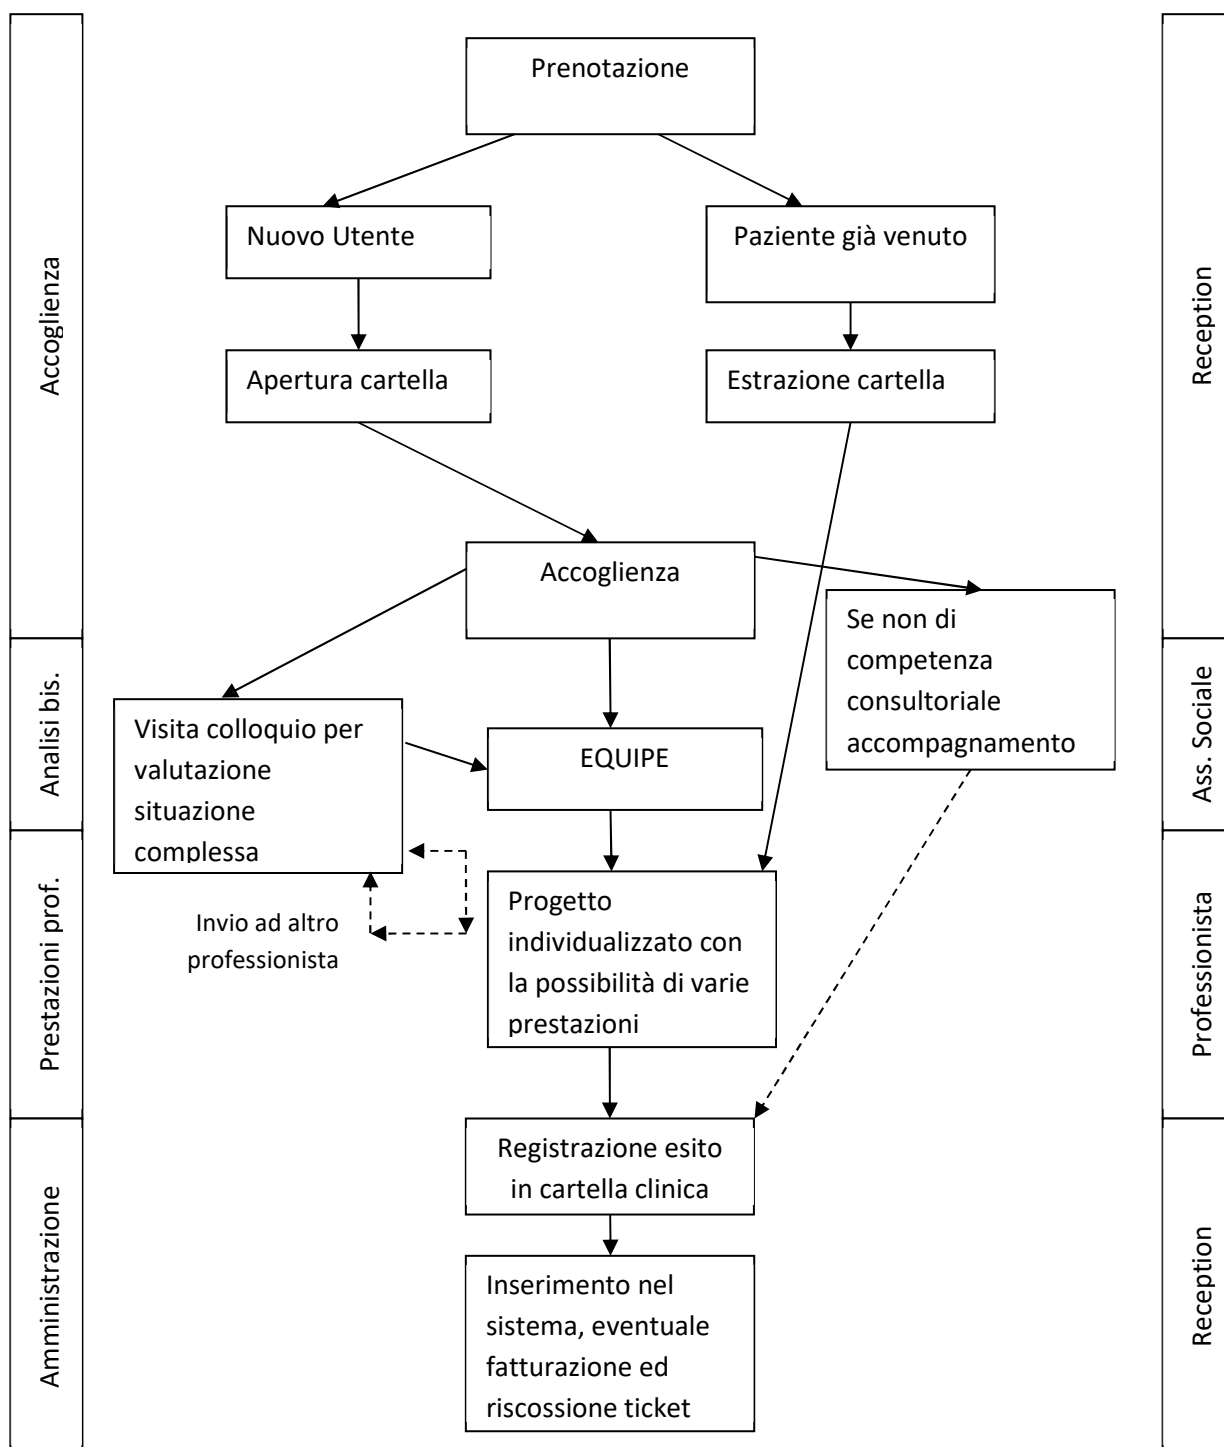 Prenotazione
Nuovo Utente
Paziente già venuto
Accoglienza
Reception
Apertura cartella
Estrazione cartella
Accoglienza
Se non di
competenza
consultoriale
accompagnamento
Analisi bis.
Ass. Sociale
Visita colloquio per
valutazione
situazione
complessa
EQUIPE
Invio ad altro
professionista
Progetto
individualizzato con
la possibilità di varie
prestazioni
Prestazioni prof.
Professionista
Registrazione esito
in cartella clinica
Amministrazione
Reception
Inserimento nel
sistema, eventuale
fatturazione ed
riscossione ticket